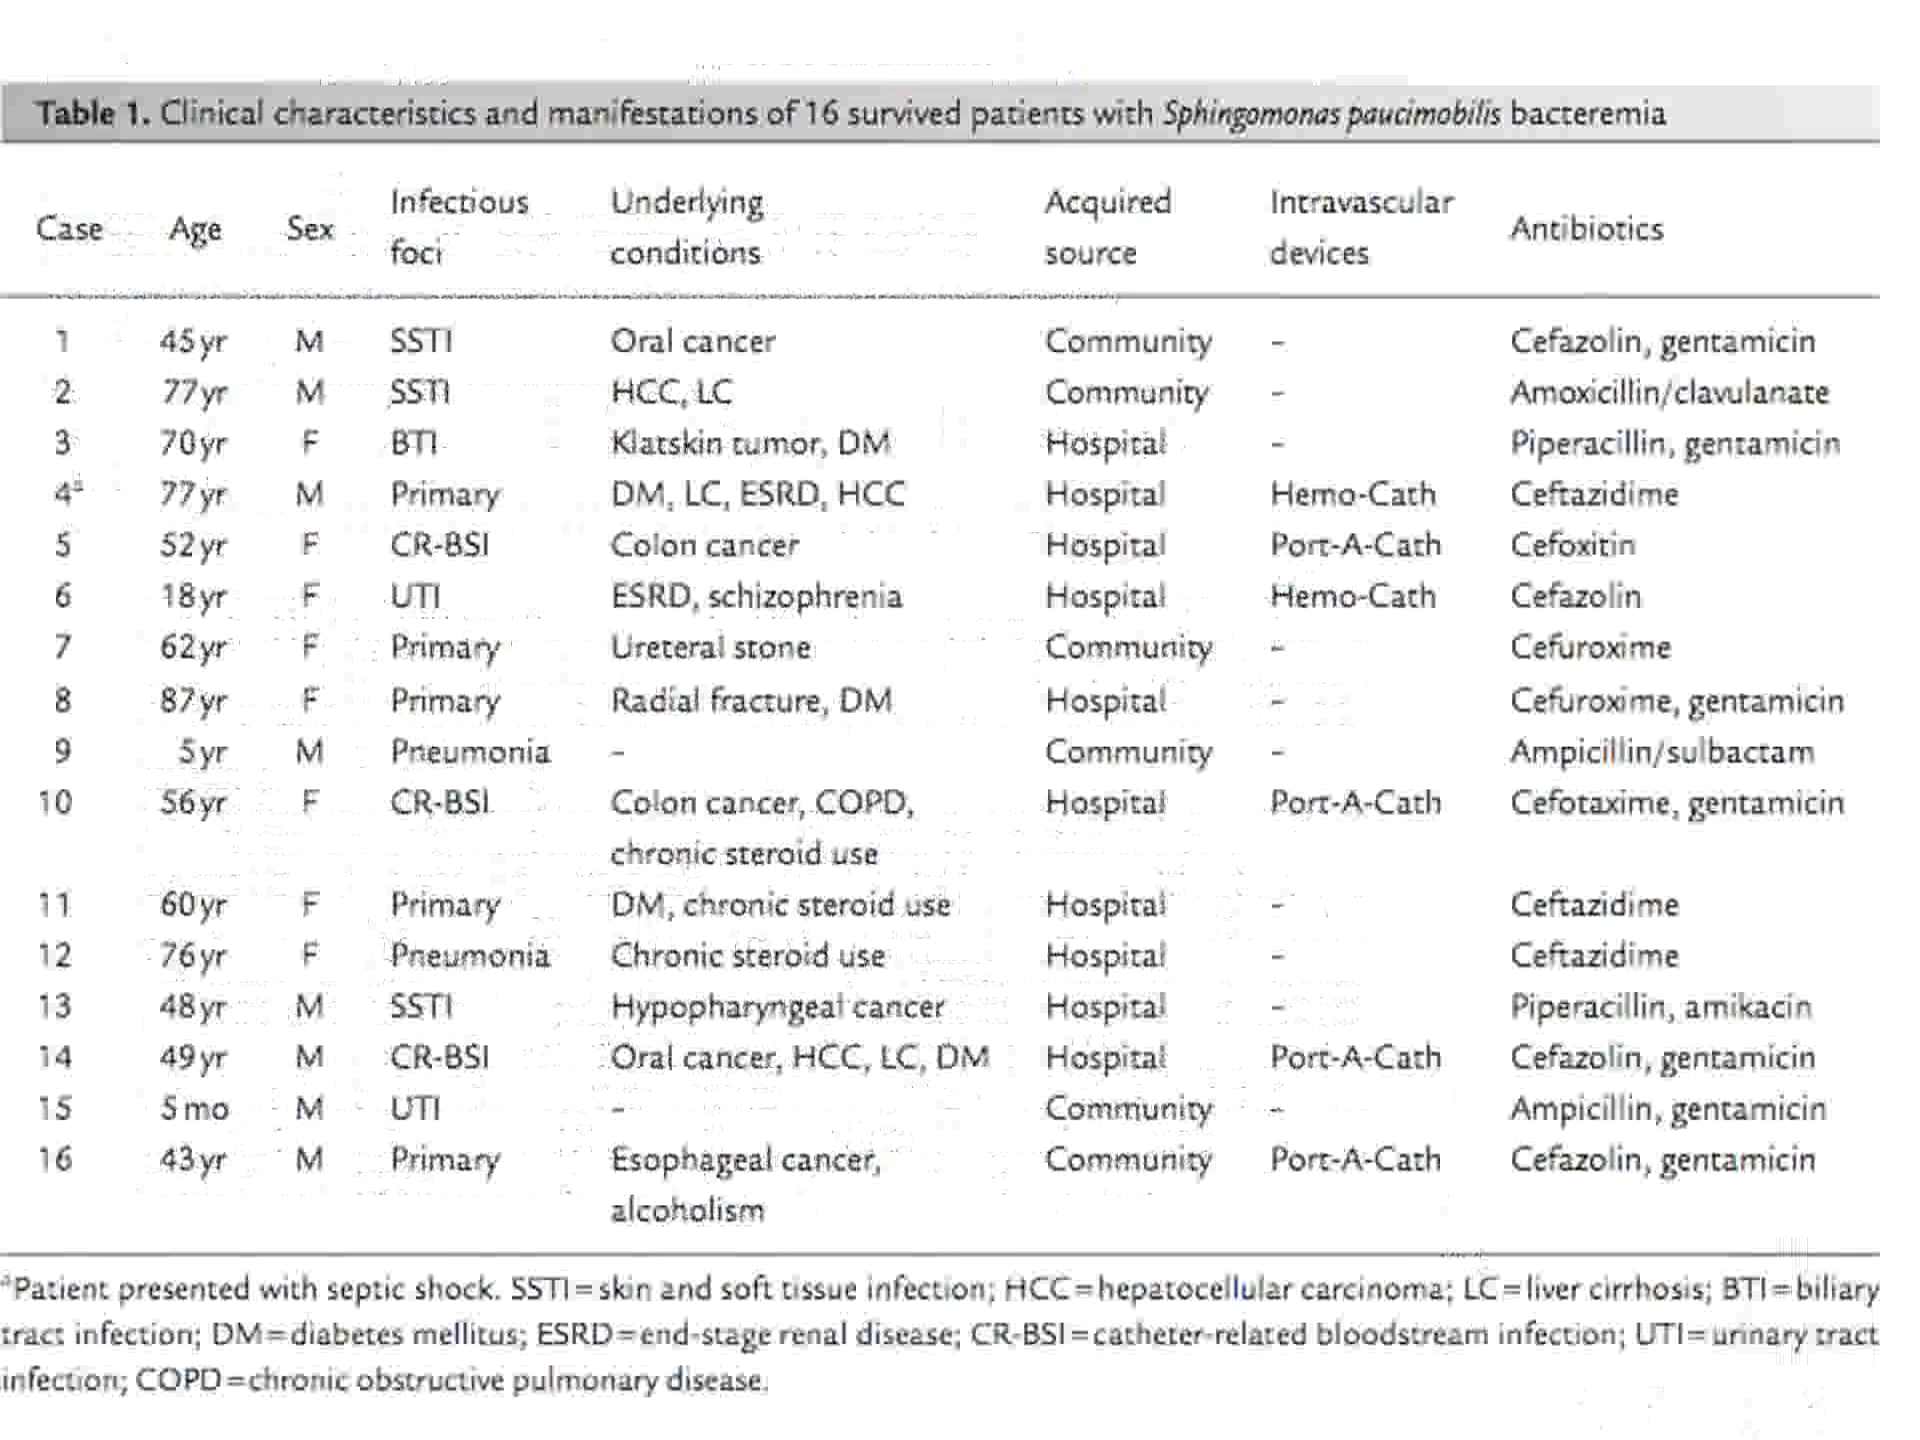 Table 1. Clinical characteristics and manifestations of 16 survived patients with Sphingomonas paucimobilis bacteremia
Case Age Sex Infectious foci Underlying conditions Acquired source Intravascular devices Antibiotics
1 45 yr M SSTI Oral cancer Community – Cefazolin, gentamicin
2 77 yr M SSTI HCC, LC Community – Amoxicillin/clavulanate
3 70 yr F BTI Klatskin tumor, DM Hospital – Piperacillin, gentamicin
4a 77 yr M Primary DM, LC, ESRD, HCC Hospital Hemo-Cath Ceftazidime
5 52 yr F CR-BSI Colon cancer Hospital Port-A-Cath Cefoxitin
6 18 yr F UTI ESRD, schizophrenia Hospital Hemo-Cath Cefazolin
7 62 yr F Primary Ureteral stone Community – Cefuroxime
8 87 yr F Primary Radial fracture, DM Hospital – Cefuroxime, gentamicin
9 5 yr M Pneumonia – Community – Ampicillin/sulbactam
10 56 yr F CR-BSI Colon cancer, COPD, Hospital Port-A-Cath Cefotaxime, gentamicin
chronic steroid use
11 60 yr F Primary DM, chronic steroid use Hospital – Ceftazidime
12 76 yr F Pneumonia Chronic steroid use Hospital – Ceftazidime
13 48 yr M SSTI Hypopharyngeal cancer Hospital – Piperacillin, amikacin
14 49 yr M CR-BSI Oral cancer, HCC, LC, DM Hospital Port-A-Cath Cefazolin, gentamicin
15 5 mo M UTI – Community – Ampicillin, gentamicin
16 43 yr M Primary Esophageal cancer, Community Port-A-Cath Cefazolin, gentamicin
alcoholism
aPatient presented with septic shock. SSTI=skin and soft tissue infection; HCC=hepatocellular carcinoma; LC=liver cirrhosis; BTI=biliary
tract infection; DM=diabetes mellitus; ESRD=end-stage renal disease; CR-BSI=catheter-related bloodstream infection; UTI=urinary tract
infection; COPD=chronic obstructive pulmonary disease.